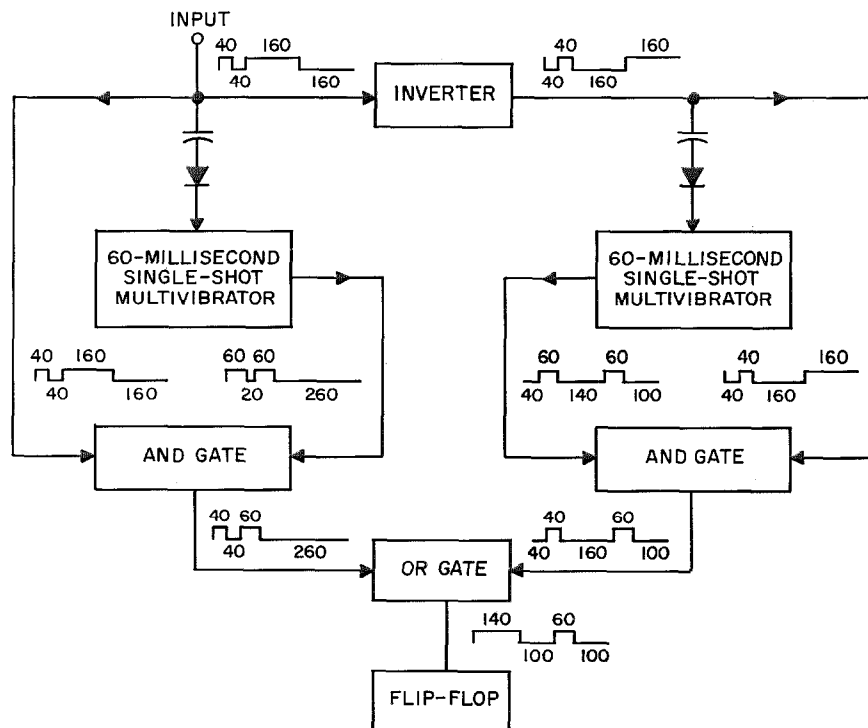 INPUT
40 160
40 160
40 160
40 160
INVERTER
60-MILLISECOND
SINGLE-SHOT
MULTIVIBRATOR
60-MILLISECOND
SINGLE-SHOT
MULTIVIBRATOR
40 160
40 160
60 60
20 260
60 60
40 140 100
40 160
40 160
AND GATE
AND GATE
40 60
40 260
40 60
40 160 100
OR GATE
140 60
100 100
FLIP-FLOP